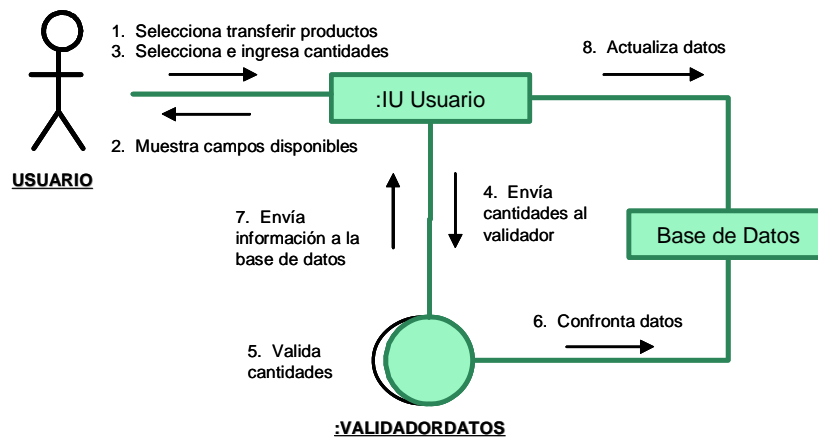 1. Selecciona transferir productos
3. Selecciona e ingresa cantidades
8. Actualiza datos
:IU Usuario
2. Muestra campos disponibles
USUARIO
4. Envía
cantidades al
validador
7. Envía
información a la
base de datos
Base de Datos
6. Confronta datos
5. Valida
cantidades
:VALIDADORDATOS